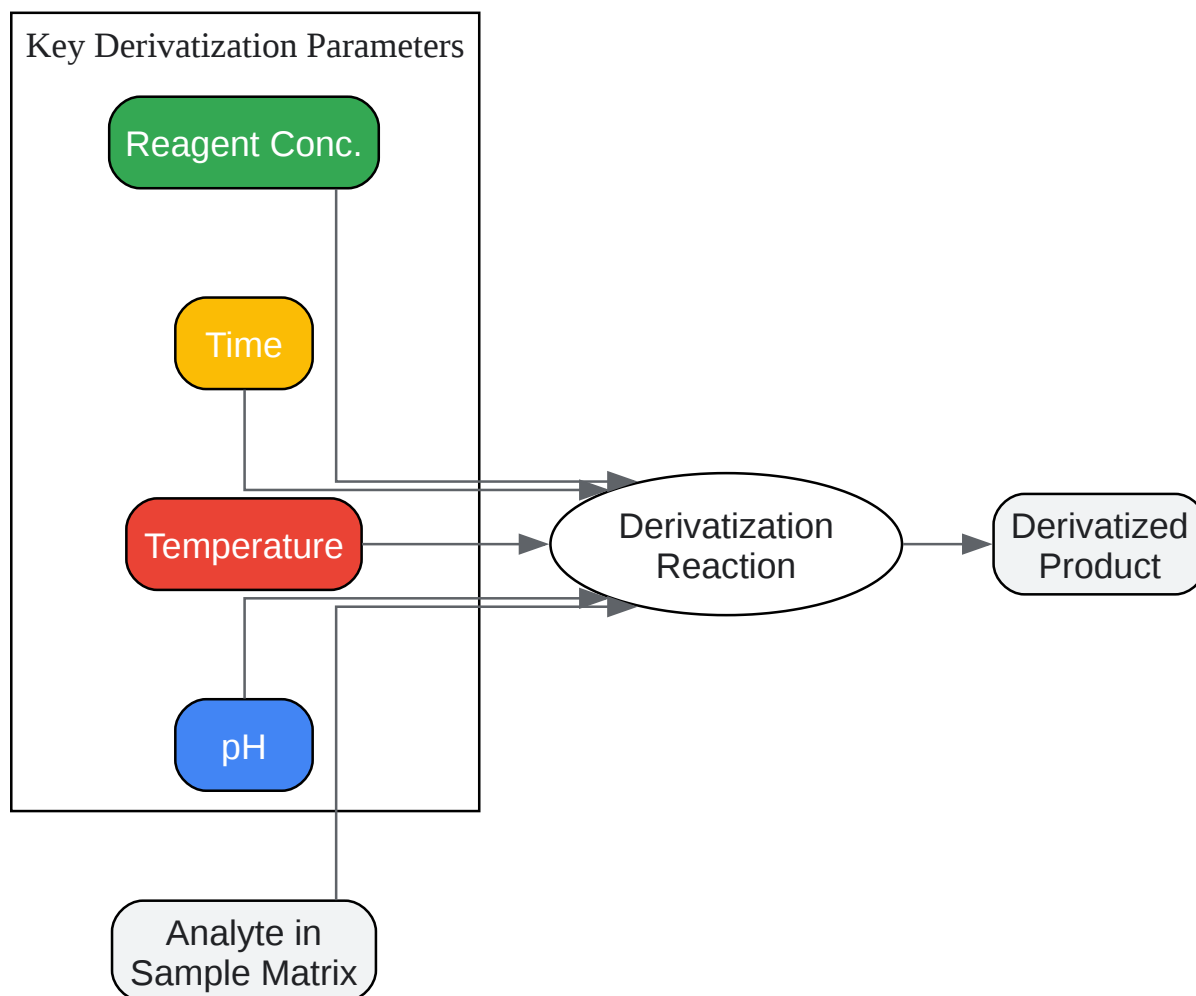 Key Derivatization Parameters
Reagent Conc.
Time
Temperature
Derivatization
Reaction
Derivatized
Product
pH
Analyte in
Sample Matrix